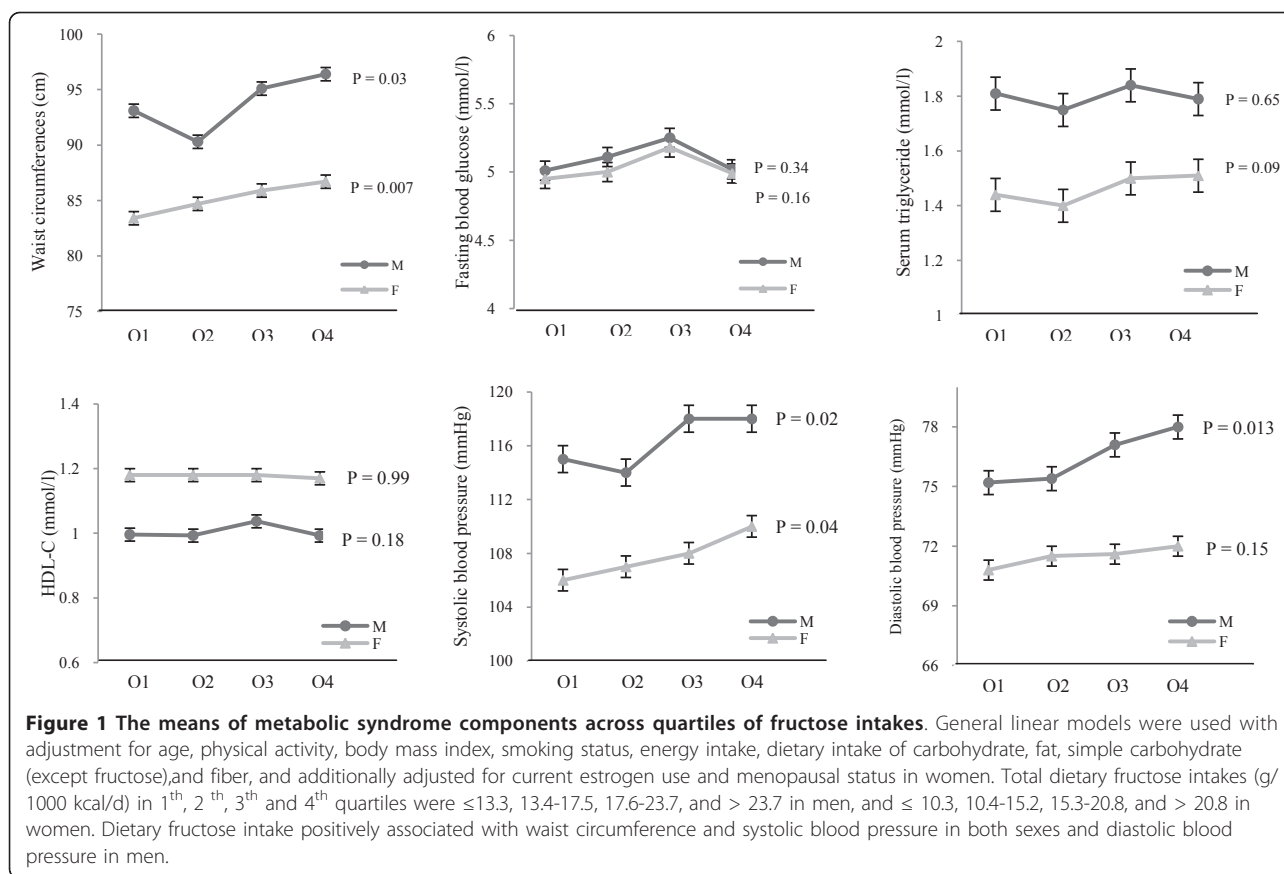 100
95
90
85
80
75
Waist circumferences (cm)
P = 0.03
P = 0.007
M
F
O1 O2 O3 O4
6
5.5
5
4.5
4
Fasting blood glucose (mmol/l)
P = 0.34
P = 0.16
M
F
O1 O2 O3 O4
2
1.8
1.6
1.4
1.2
1
Serum triglyceride (mmol/l)
P = 0.65
P = 0.09
M
F
O1 O2 O3 O4
1.4
1.2
1
0.8
0.6
HDL-C (mmol/l)
P = 0.99
P = 0.18
M
F
O1 O2 O3 O4
120
116
112
108
104
100
Systolic blood pressure (mmHg)
P = 0.02
P = 0.04
M
F
O1 O2 O3 O4
78
75
72
69
66
Diastolic blood pressure (mmHg)
P = 0.013
P = 0.15
M
F
O1 O2 O3 O4
Figure 1 The means of metabolic syndrome components across quartiles of fructose intakes. General linear models were used with
adjustment for age, physical activity, body mass index, smoking status, energy intake, dietary intake of carbohydrate, fat, simple carbohydrate
(except fructose),and fiber, and additionally adjusted for current estrogen use and menopausal status in women. Total dietary fructose intakes (g/
1000 kcal/d) in 1th, 2 th, 3th and 4th quartiles were ≤13.3, 13.4-17.5, 17.6-23.7, and > 23.7 in men, and ≤ 10.3, 10.4-15.2, 15.3-20.8, and > 20.8 in
women. Dietary fructose intake positively associated with waist circumference and systolic blood pressure in both sexes and diastolic blood
pressure in men.